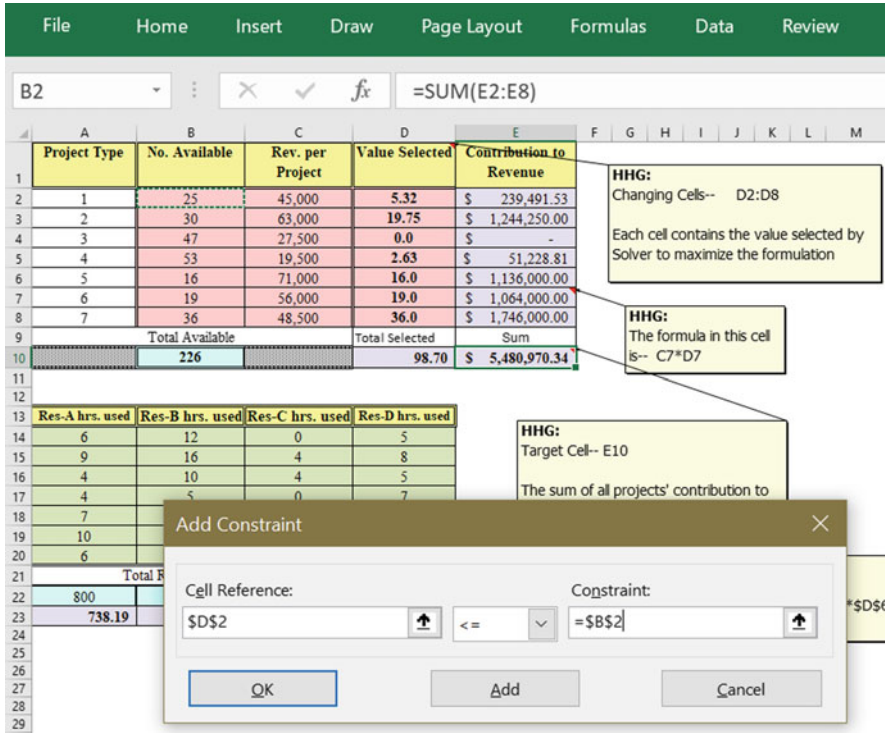 File Home Insert Draw Page Layout Formulas Data Review
B2 fx =SUM(E2:E8)
A B C D E F G H I J K L M
1 Project Type No. Available Rev. per Project Value Selected Contribution to Revenue
2 1 25 45,000 5.32 $ 239,491.53
3 2 30 63,000 19.75 $ 1,244,250.00
4 3 47 27,500 0.0 $ -
5 4 53 19,500 2.63 $ 51,228.81
6 5 16 71,000 16.0 $ 1,136,000.00
7 6 19 56,000 19.0 $ 1,064,000.00
8 7 36 48,500 36.0 $ 1,746,000.00
9 Total Available Total Selected Sum
10 226 98.70 $ 5,480,970.34
HHG:
Changing Cells-- D2:D8
Each cell contains the value selected by
Solver to maximize the formulation
HHG:
The formula in this cell
is-- C7*D7
11
12
13 Res-A hrs. used Res-B hrs. used Res-C hrs. used Res-D hrs. used
14 6 12 0 5
15 9 16 4 8
16 4 10 4 5
17 4 5 0 7
18 7
19 10
20 6
21 Total R
22 800
23 738.19
24
25
26
27
28
29
HHG:
Target Cell-- E10
The sum of all projects' contribution to
*$D$6
Add Constraint
Cell Reference: Constraint:
$D$2 <= =$B$2
OK Add Cancel